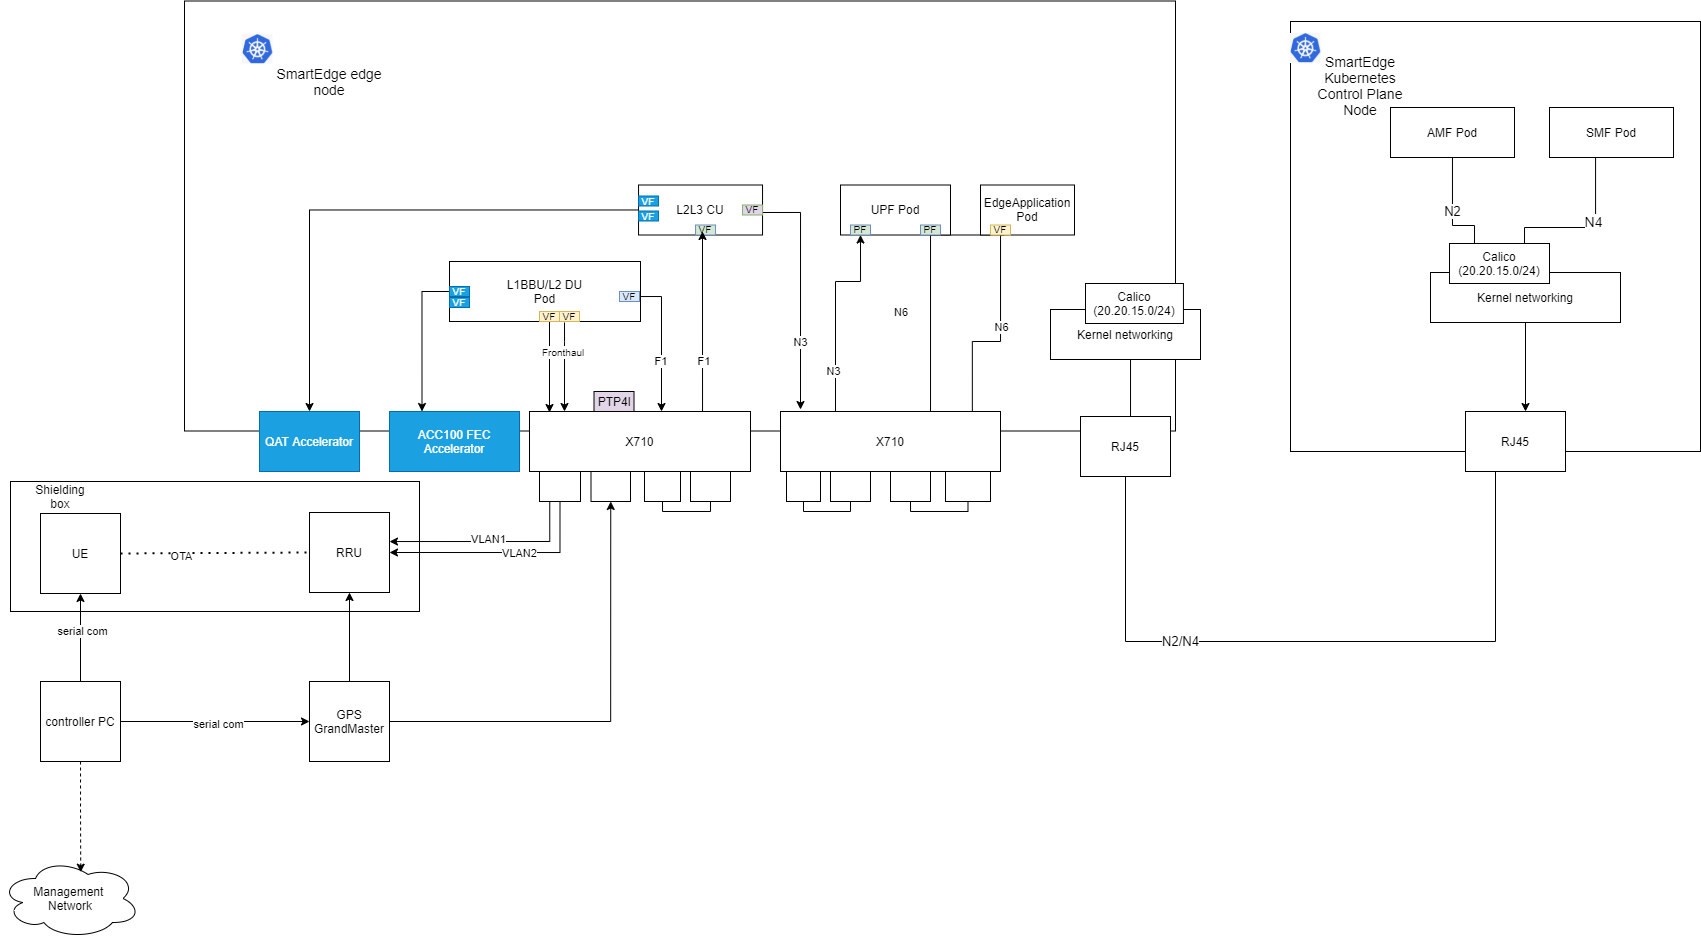 SmartEdge edge
node
SmartEdge
Kubernetes
Control Plane
Node
AMF Pod
SMF Pod
N2
N4
Calico
(20.20.15.0/24)
Kernel networking
RJ45
VF
VF
L2L3 CU
VF
VF
UPF Pod
PF
PF
EdgeApplication
Pod
VF
L1BBU/L2 DU
Pod
VF
VF
VF
VF
VF
Fronthaul
F1
F1
N3
N3
N6
N6
Calico
(20.20.15.0/24)
Kernel networking
PTP4l
QAT Accelerator
ACC100 FEC
Accelerator
X710
X710
RJ45
Shielding
box
UE
OTA
RRU
VLAN1
VLAN2
serial com
N2/N4
controller PC
serial com
GPS
GrandMaster
Management
Network